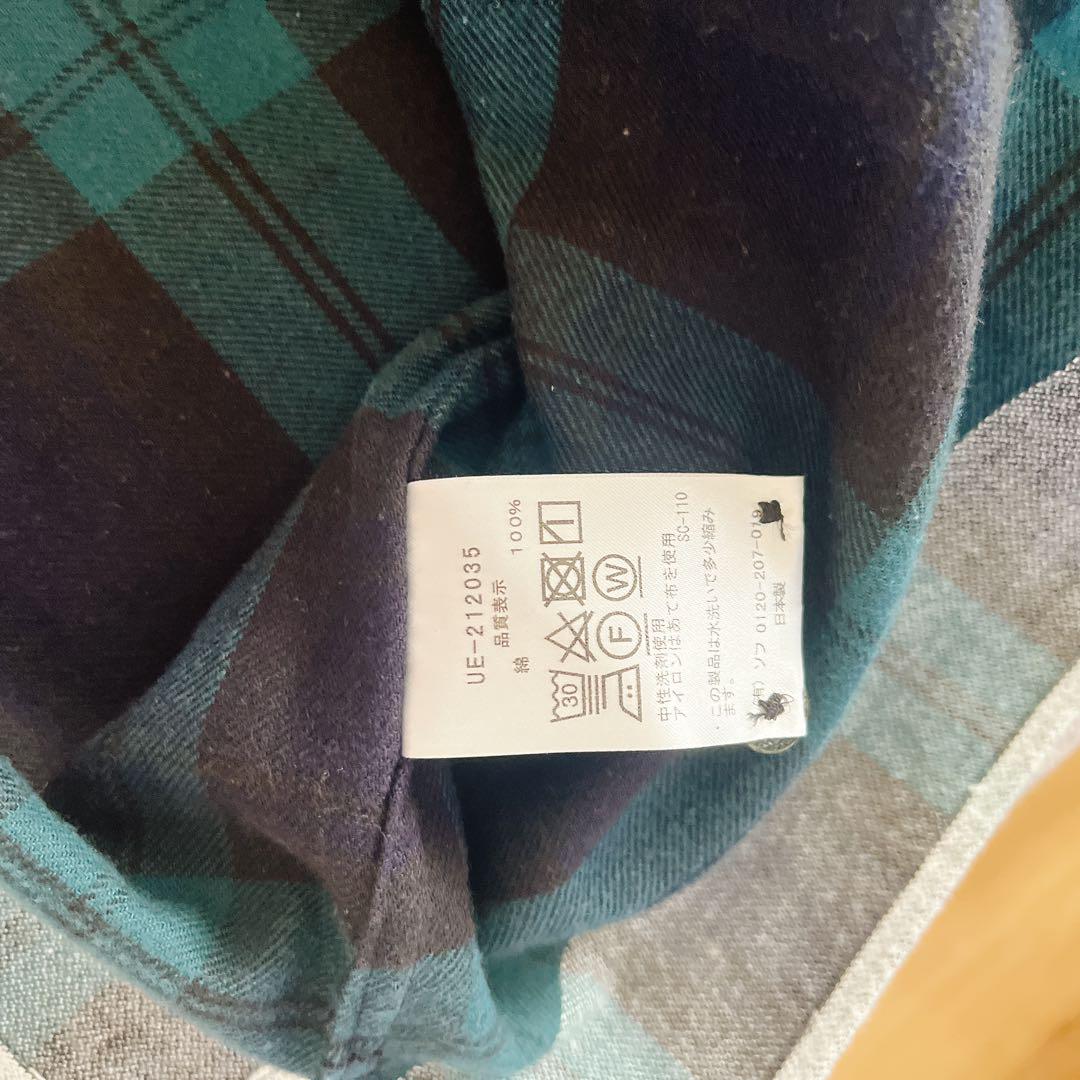 UE-212035
品質表示
綿 100%
30
F W
中性洗剤使用
アイロンはあて布を使用
SC-110
・この製品は水洗いで多少縮み
ます。
(有) ソフ 0120-207-019
日本製